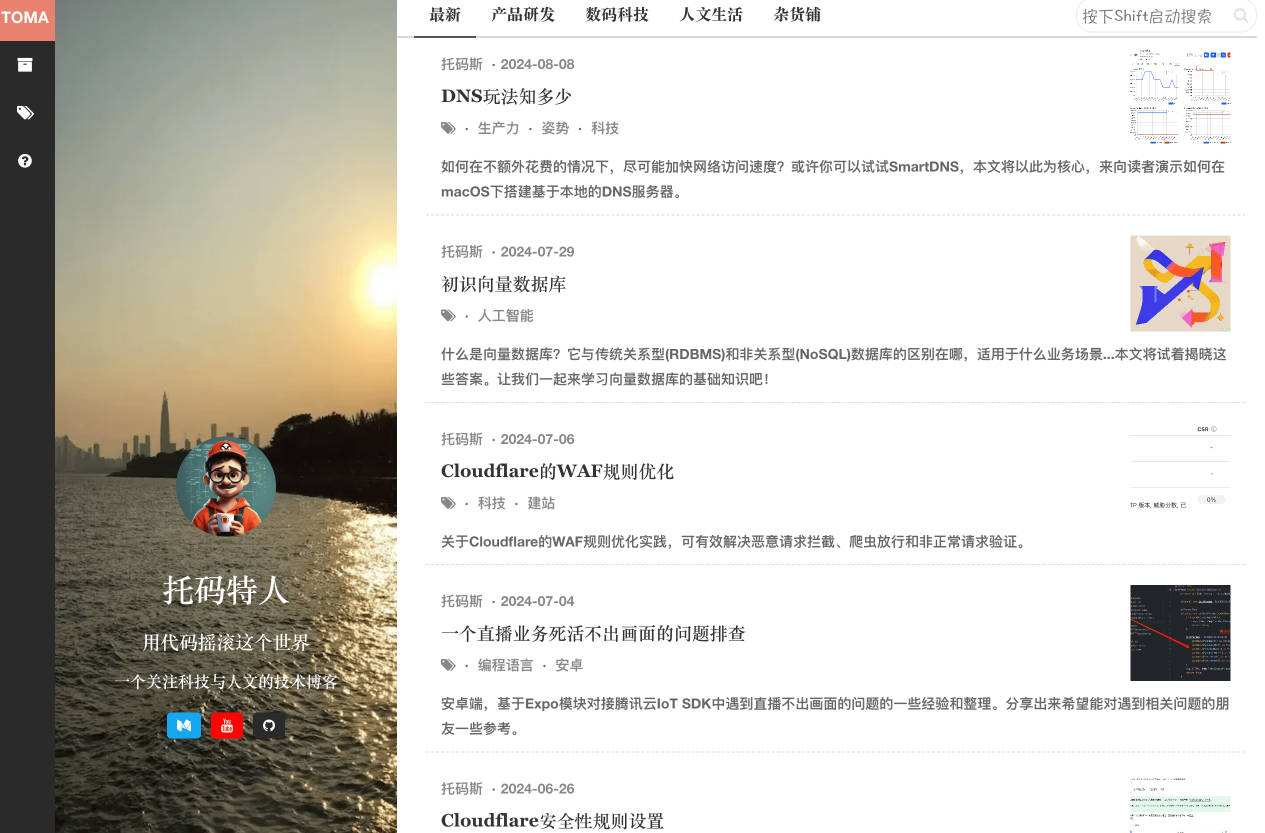 TOMA
托码特人
用代码摇滚这个世界
一个关注科技与人文的技术博客
You
Tube
最新 产品研发 数码科技 人文生活 杂货铺
按下Shift启动搜索
托码斯 · 2024-08-08
DNS玩法知多少
· 生产力 · 姿势 · 科技
如何在不额外花费的情况下，尽可能加快网络访问速度？或许你可以试试SmartDNS，本文将以此为核心，来向读者演示如何在
macOS下搭建基于本地的DNS服务器。
托码斯 · 2024-07-29
初识向量数据库
· 人工智能
什么是向量数据库？它与传统关系型(RDBMS)和非关系型(NoSQL)数据库的区别在哪，适用于什么业务场景...本文将试着揭晓这
些答案。让我们一起来学习向量数据库的基础知识吧！
托码斯 · 2024-07-06
Cloudflare的WAF规则优化
· 科技 · 建站
关于Cloudflare的WAF规则优化实践，可有效解决恶意请求拦截、爬虫放行和非正常请求验证。
CSR
-
-
0%
TP 版本, 威胁分数, 已
托码斯 · 2024-07-04
一个直播业务死活不出画面的问题排查
· 编程语言 · 安卓
安卓端，基于Expo模块对接腾讯云IoT SDK中遇到直播不出画面的问题的一些经验和整理。分享出来希望能对遇到相关问题的朋
友一些参考。
托码斯 · 2024-06-26
Cloudflare安全性规则设置